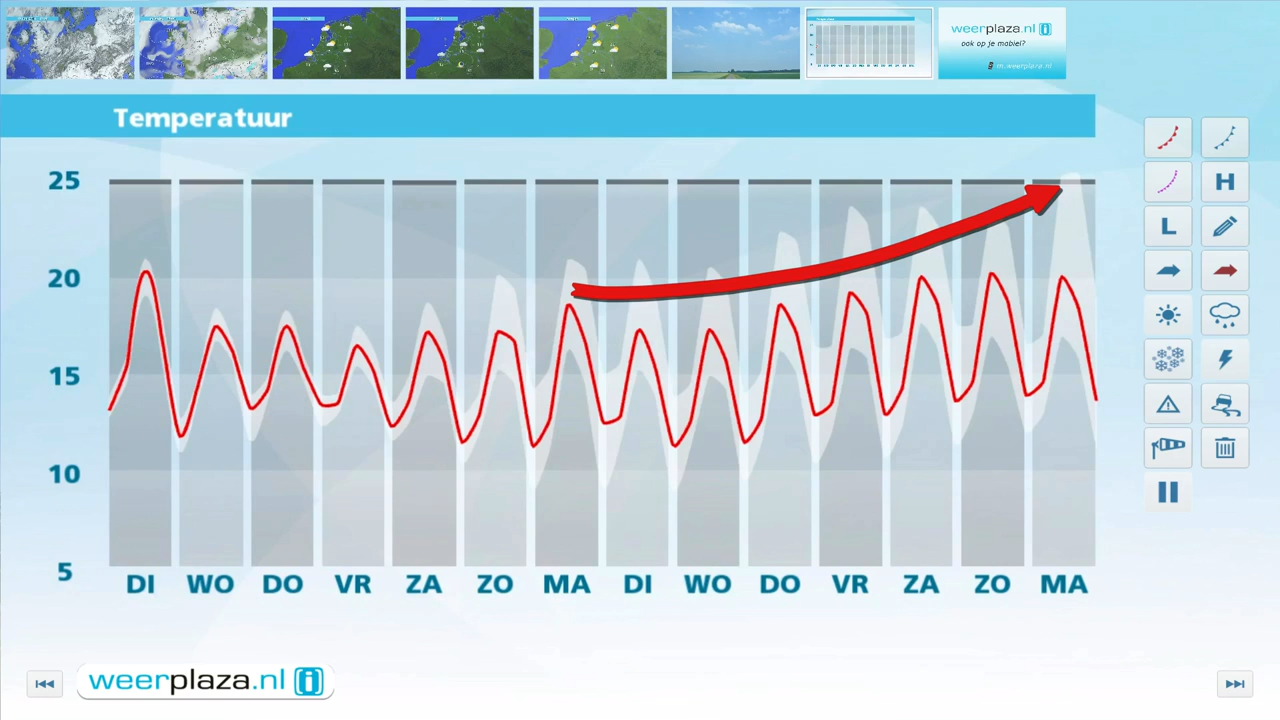 weerplaza.nl
ook op je mobiel?
m.weerplaza.nl
Temperatuur
25
20
15
10
5
DI WO DO VR ZA ZO MA DI WO DO VR ZA ZO MA
H
L
weerplaza.nl